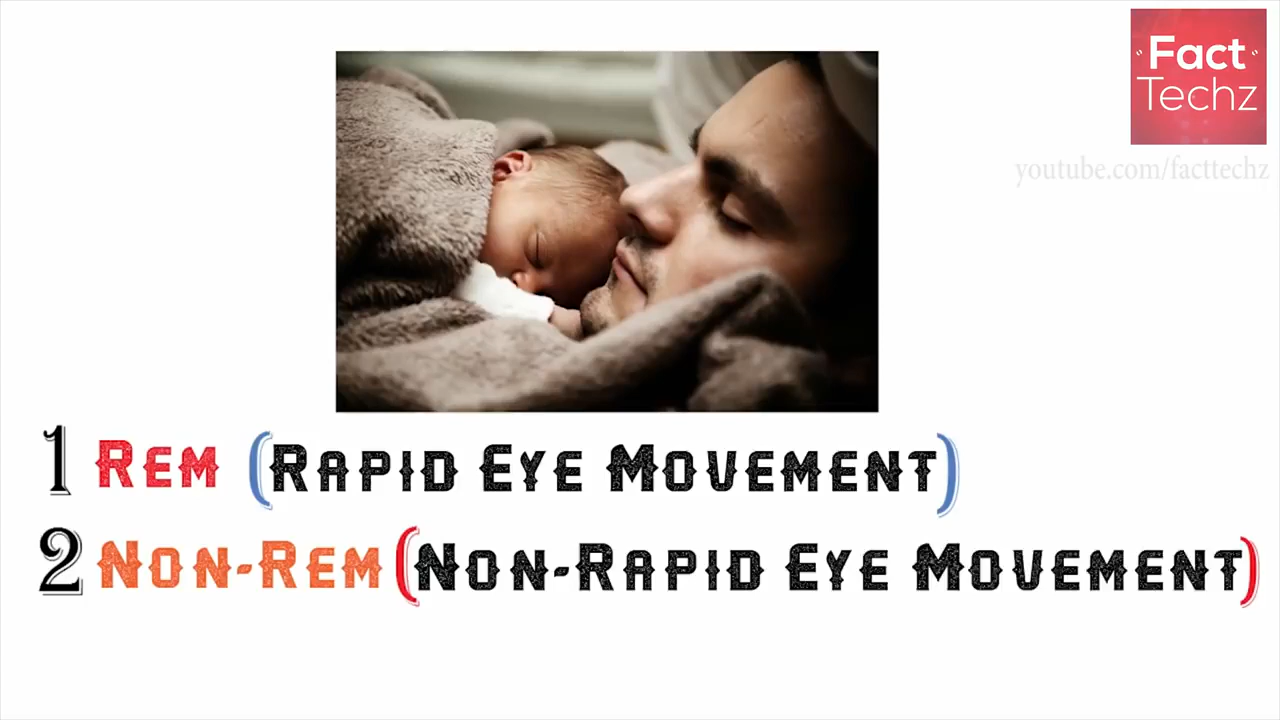 Fact
Techz
youtube.com/facttechz
1 Rem (Rapid Eye Movement)
2 Non-Rem (Non-Rapid Eye Movement)